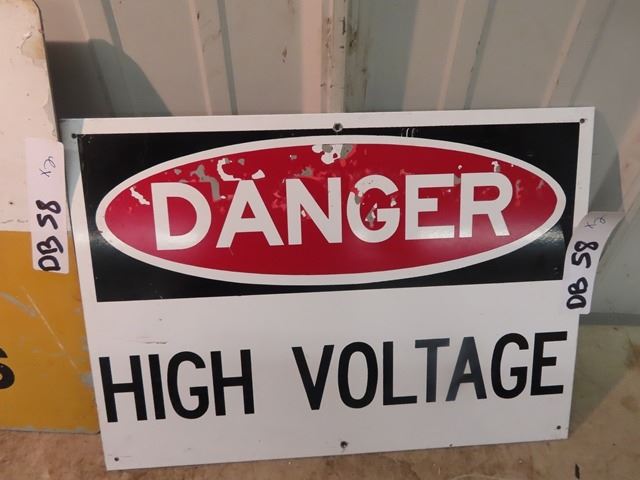 DANGER
HIGH VOLTAGE
DB 58
DB 58
S